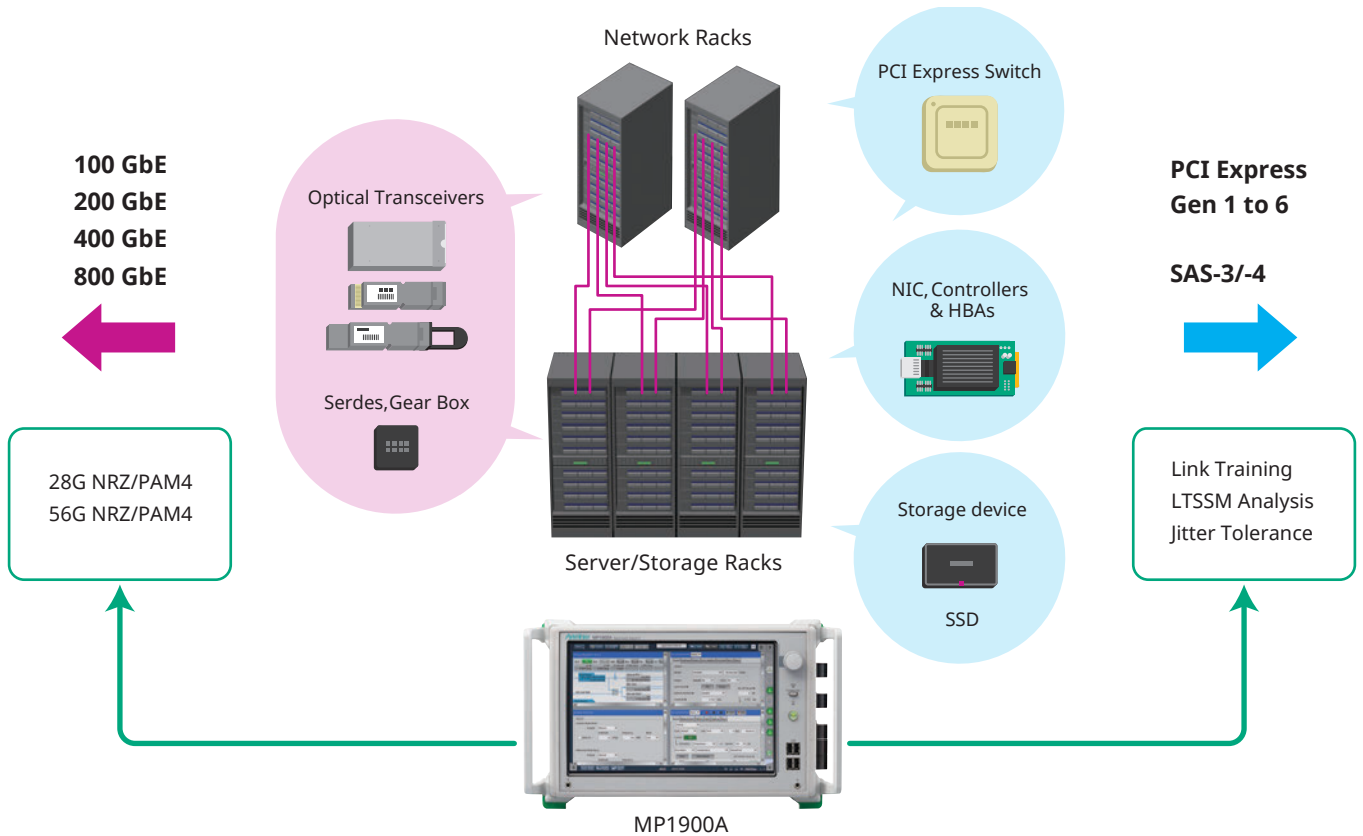 Network Racks
PCI Express Switch
100 GbE
200 GbE
400 GbE
800 GbE
Optical Transceivers
PCI Express
Gen 1 to 6
SAS-3/-4
NIC, Controllers
& HBAs
Serdes,Gear Box
28G NRZ/PAM4
56G NRZ/PAM4
Link Training
LTSSM Analysis
Jitter Tolerance
Storage device
SSD
Server/Storage Racks
MP1900A